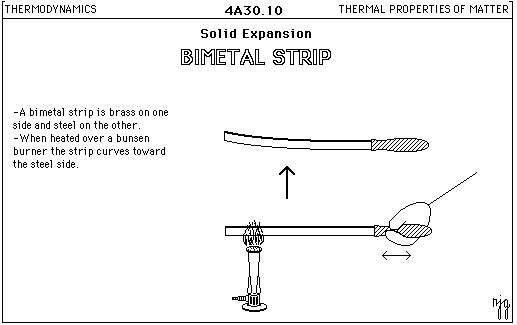 THERMODYNAMICS 4A30.10 THERMAL PROPERTIES OF MATTER
Solid Expansion
BIMETAL STRIP
-A bimetal strip is brass on one
side and steel on the other.
-When heated over a bunsen
burner the strip curves toward
the steel side.
njg